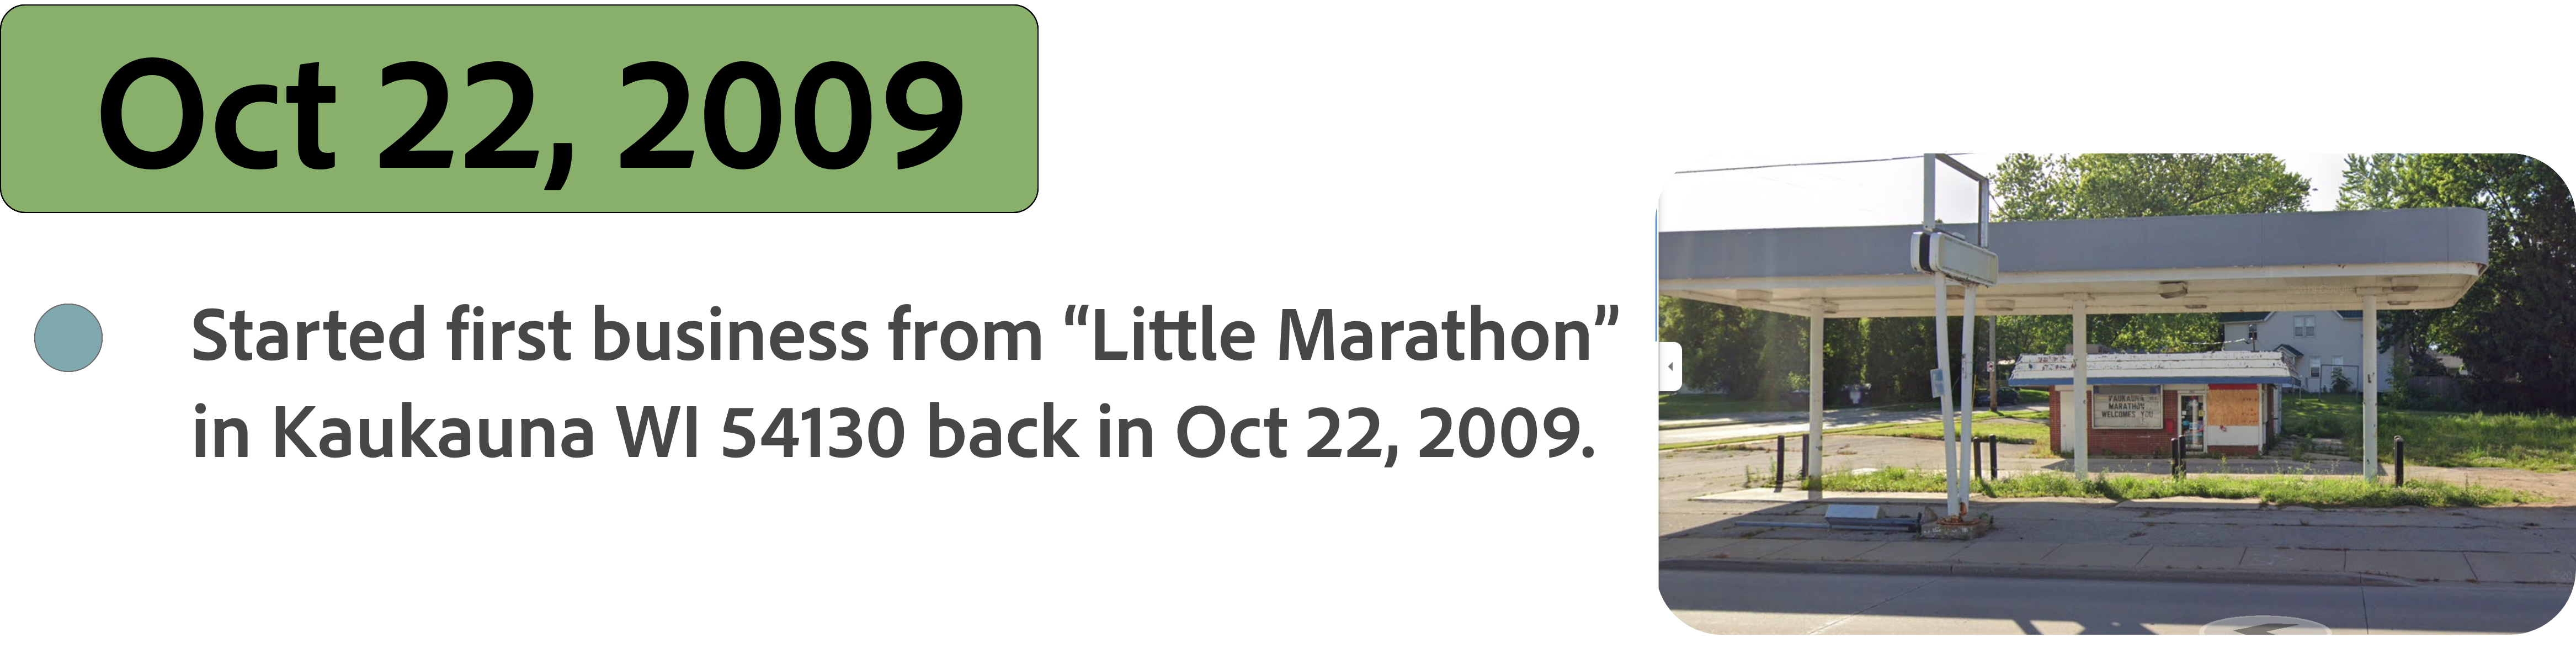 Oct 22, 2009
Started first business from “Little Marathon”
in Kaukauna WI 54130 back in Oct 22, 2009.
KAUKAUNA
MARATHON
WELCOMES YOU